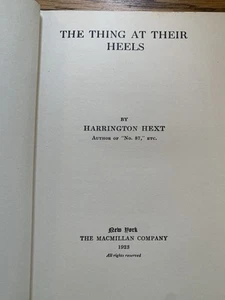 THE THING AT THEIR
HEELS
BY
HARRINGTON HEXT
AUTHOR OF "No. 87," ETC.
New York
THE MACMILLAN COMPANY
1923
All rights reserved